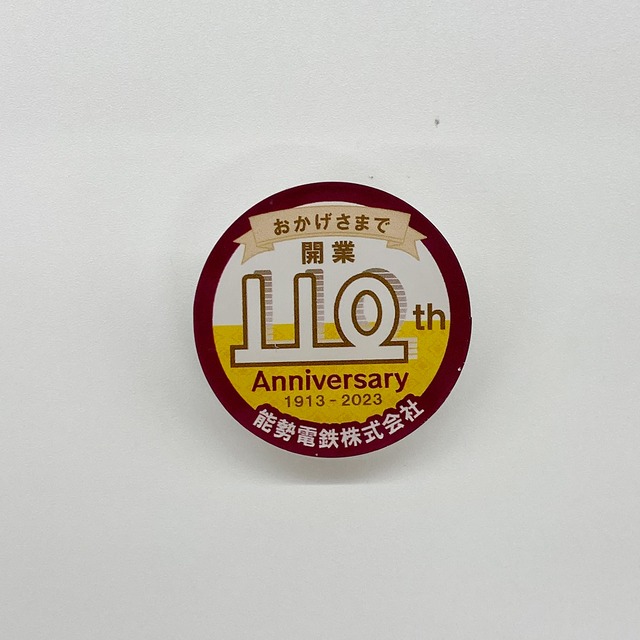 おかげさまで
開業
110th
Anniversary
1913-2023
能勢電鉄株式会社